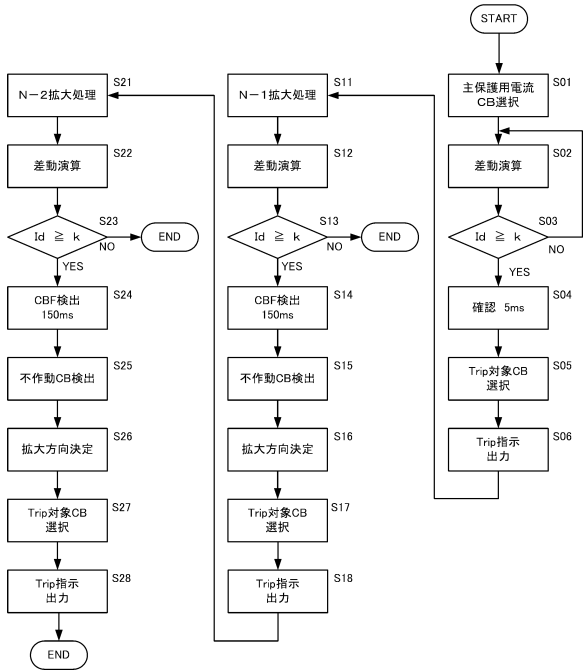 START
S01
主保護用電流
CB選択
S02
差動演算
S03
Id ≧ k
NO
YES
S04
確認 5ms
S05
Trip対象CB
選択
S06
Trip指示
出力
S11
N－1拡大処理
S12
差動演算
S13
Id ≧ k
NO
END
YES
S14
CBF検出
150ms
S15
不作動CB検出
S16
拡大方向決定
S17
Trip対象CB
選択
S18
Trip指示
出力
S21
N－2拡大処理
S22
差動演算
S23
Id ≧ k
NO
END
YES
S24
CBF検出
150ms
S25
不作動CB検出
S26
拡大方向決定
S27
Trip対象CB
選択
S28
Trip指示
出力
END